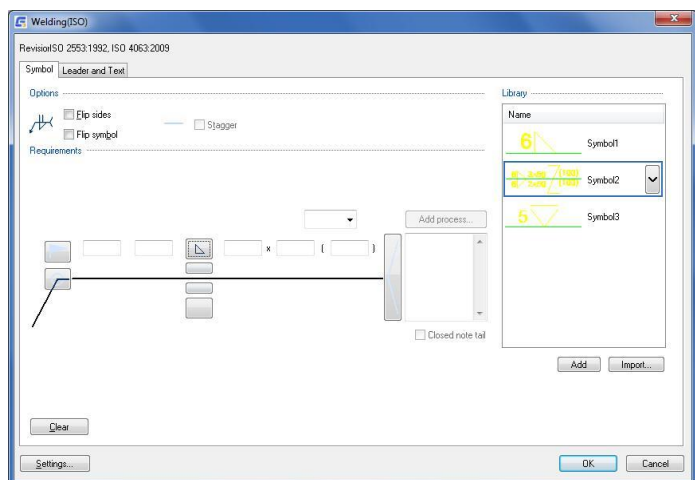 Welding(ISO)
RevisionISO 2553:1992, ISO 4063:2009
Symbol
Leader and Text
Options
Flip sides
Flip symbol
Stagger
Requirements
Add process...
x
(
)
Closed note tail
Clear
Library
Name
6
Symbol1
Symbol2
5
Symbol3
Add
Import...
Settings...
OK
Cancel